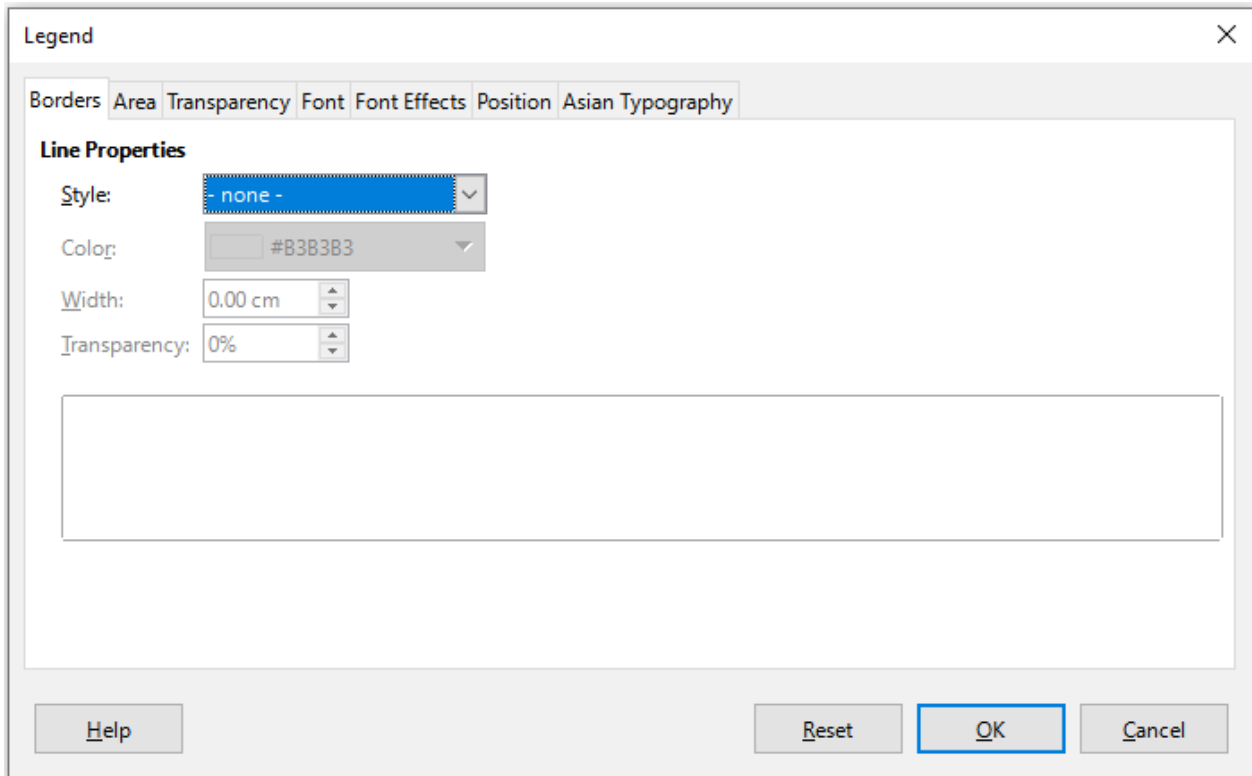 Legend
Borders Area Transparency Font Font Effects Position Asian Typography
Line Properties
Style: - none -
Color: #B3B3B3
Width: 0.00 cm
Transparency: 0%
Help Reset OK Cancel